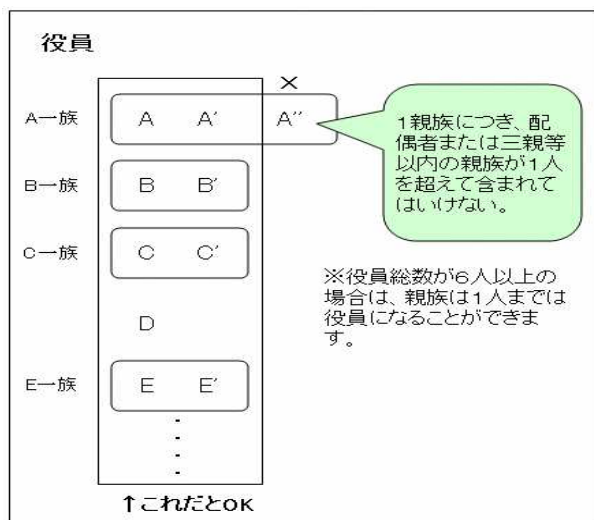 役員
×
A一族 A A′ A″
1親族につき、配
偶者または三親等
以内の親族が1人
を超えて含まれて
はいけない。
B一族 B B′
C一族 C C′
※役員総数が6人以上の
場合は、親族は1人までは
役員になることができま
す。
D
E一族 E E′
↑これだとOK